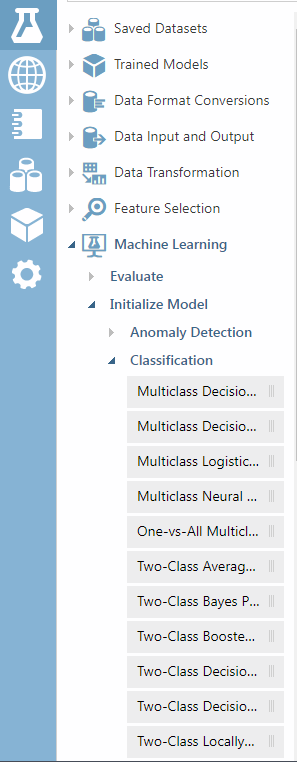 Saved Datasets
Trained Models
Data Format Conversions
Data Input and Output
Data Transformation
Feature Selection
Machine Learning
Evaluate
Initialize Model
Anomaly Detection
Classification
Multiclass Decisio...
Multiclass Decisio...
Multiclass Logistic...
Multiclass Neural ...
One-vs-All Multicl...
Two-Class Averag...
Two-Class Bayes P...
Two-Class Booste...
Two-Class Decisio...
Two-Class Decisio...
Two-Class Locally...